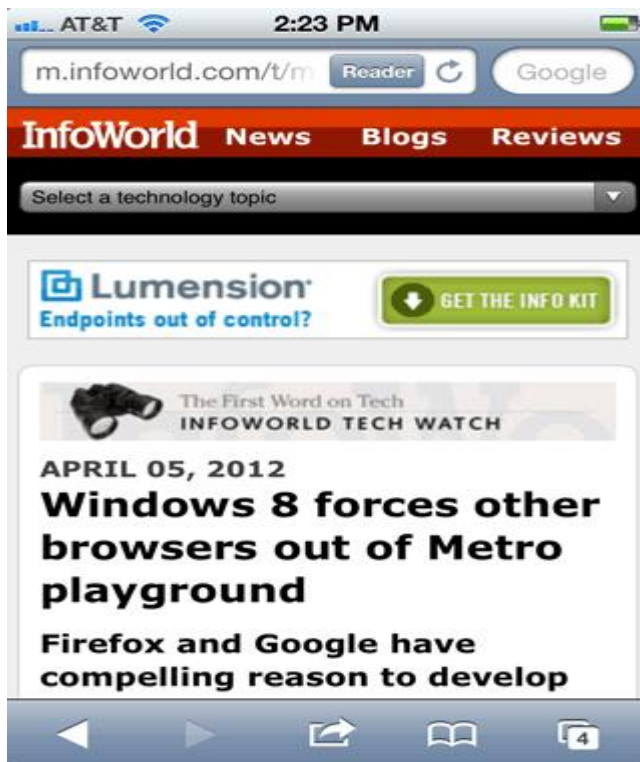 AT&T 2:23 PM
m.infoworld.com/t/m Reader Google
InfoWorld News Blogs Reviews
Select a technology topic
Lumension
Endpoints out of control?
GET THE INFO KIT
The First Word on Tech
INFOWORLD TECH WATCH
APRIL 05, 2012
Windows 8 forces other
browsers out of Metro
playground
Firefox and Google have
compelling reason to develop
4